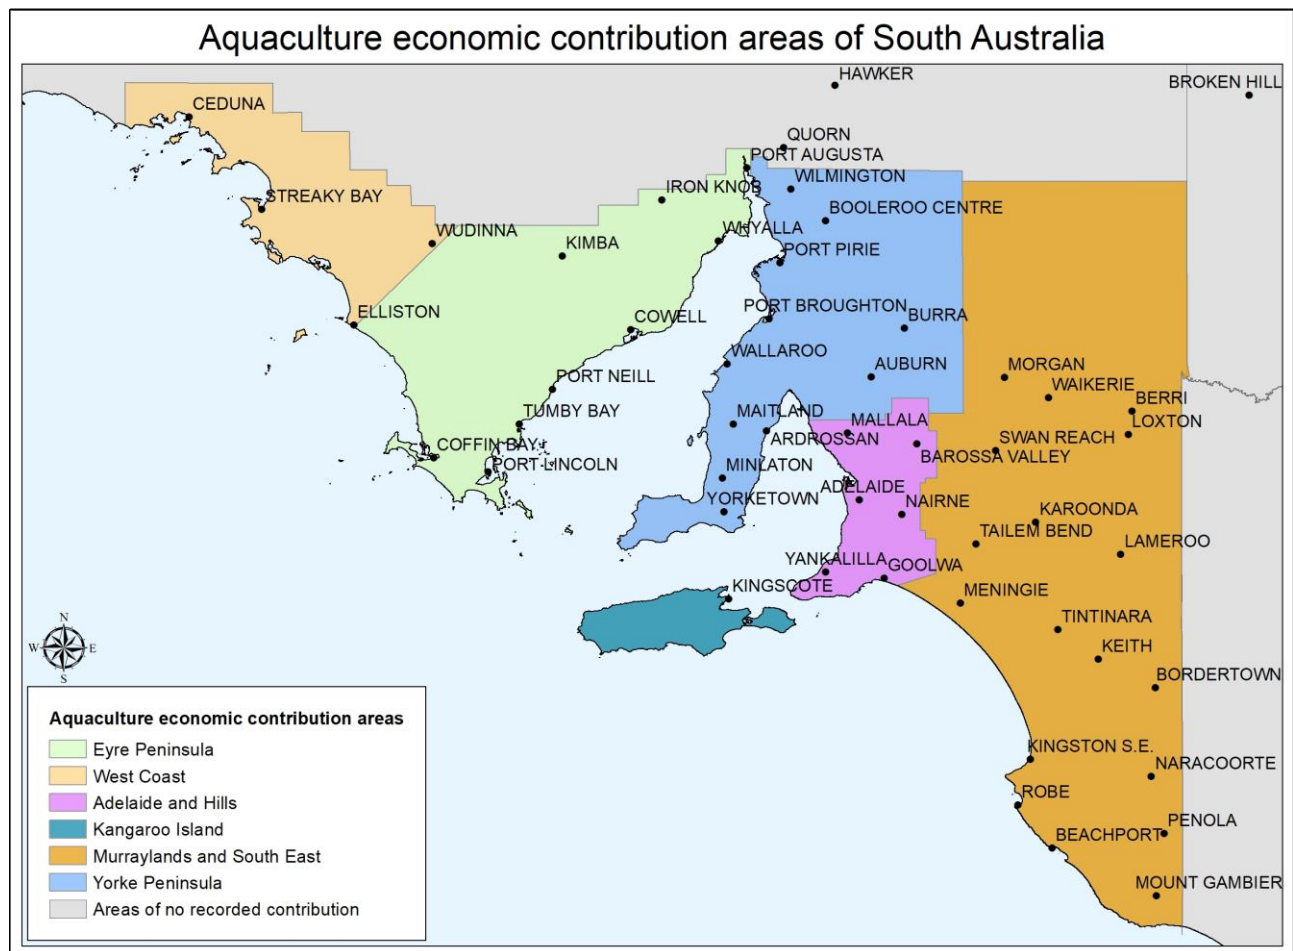 Aquaculture economic contribution areas of South Australia
HAWKER
BROKEN HILL
CEDUNA
QUORN
PORT AUGUSTA
IRON KNOB
WILMINGTON
STREAKY BAY
BOOLEROO CENTRE
WUDINNA
KIMBA
WHYALLA
PORT PIRIE
ELLISTON
COWELL
PORT BROUGHTON
BURRA
WALLAROO
AUBURN
MORGAN
PORT NEILL
WAIKERIE
BERRI
TUMBY BAY
MAITLAND
MALLALA
LOXTON
COFFIN BAY
ARDROSSAN
SWAN REACH
BAROSSA VALLEY
PORT LINCOLN
MINLATON
ADELAIDE
YORKETOWN
NAIRNE
KAROONDA
TAILEM BEND
LAMEROO
YANKALILLA
GOOLWA
KINGSCOTE
MENINGIE
TINTINARA
KEITH
N
W E
S
BORDERTOWN
KINGSTON S.E.
NARACOORTE
ROBE
PENOLA
BEACHPORT
MOUNT GAMBIER
Aquaculture economic contribution areas
Eyre Peninsula
West Coast
Adelaide and Hills
Kangaroo Island
Murraylands and South East
Yorke Peninsula
Areas of no recorded contribution